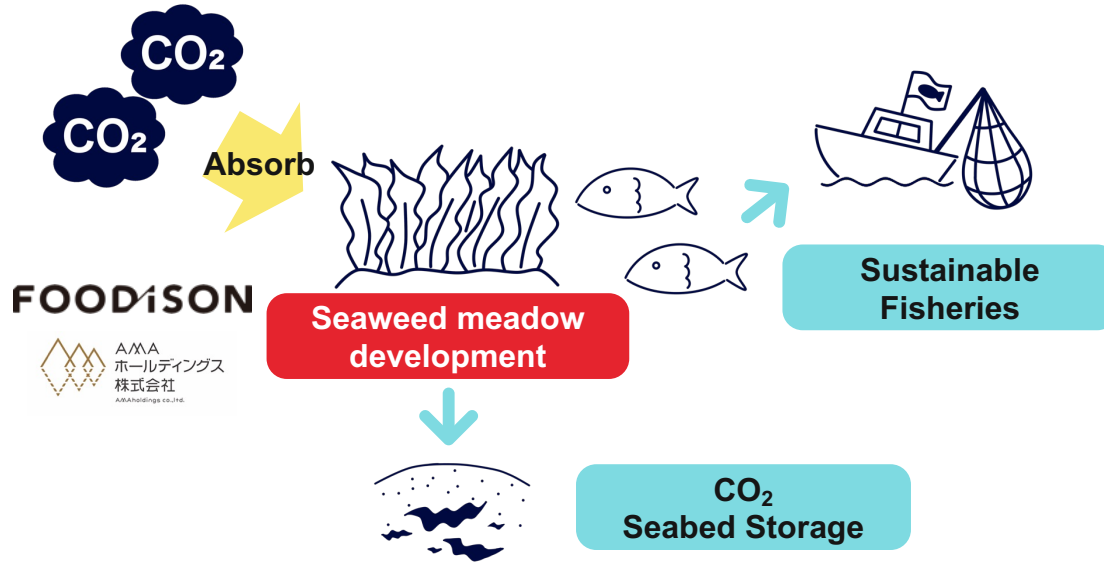 CO₂
CO₂
Absorb
FOODiSON
AMA
ホールディングス
株式会社
AMAholdings co.,ltd.
Seaweed meadow
development
Sustainable
Fisheries
CO₂
Seabed Storage